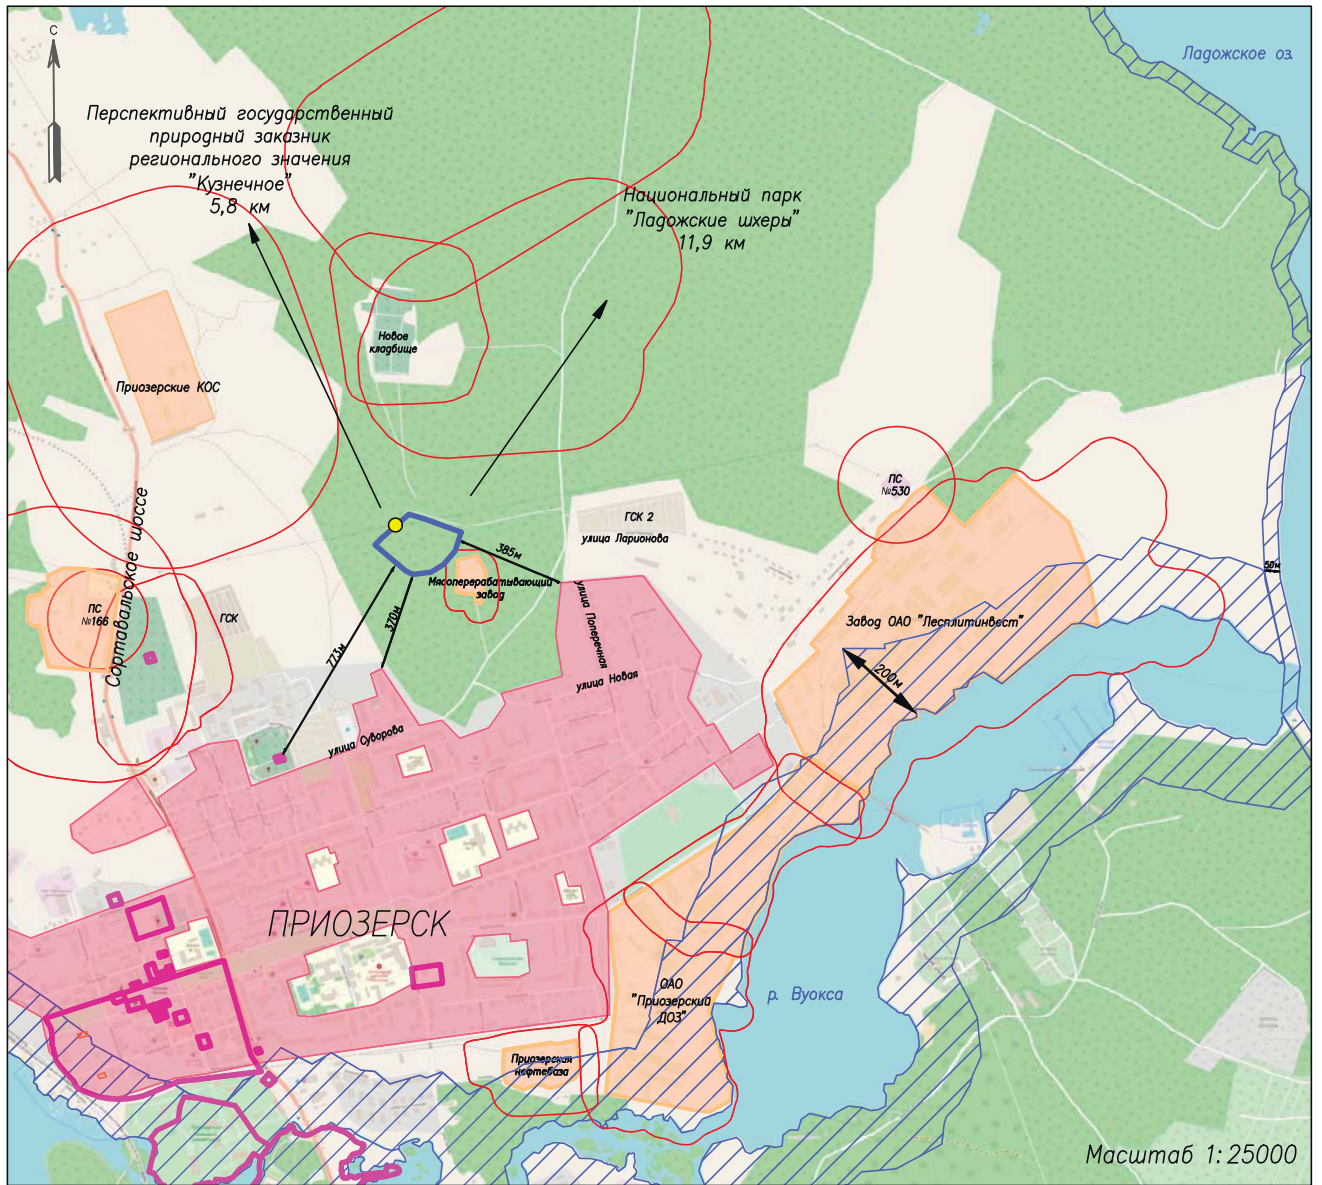 С
Ладожское оз.
Перспективный государственный
природный заказник
регионального значения
"Кузнечное"
5,8 км
Национальный парк
"Ладожские шхеры"
11,9 км
Новое
кладбище
Приозерские КОС
ПС
№530
Сортавальское шоссе
ГСК 2
улица Ларионова
385м
50м
Мясоперерабатывающий
завод
ПС
№166
ГСК
370м
773м
улица Поперечная
Завод ОАО "Лесплитинвест"
200м
улица Новая
улица Суворова
ПРИОЗЕРСК
ОАО
"Приозерский
ДОЗ"
р. Вуокса
Приозерская
нефтебаза
Масштаб 1:25000